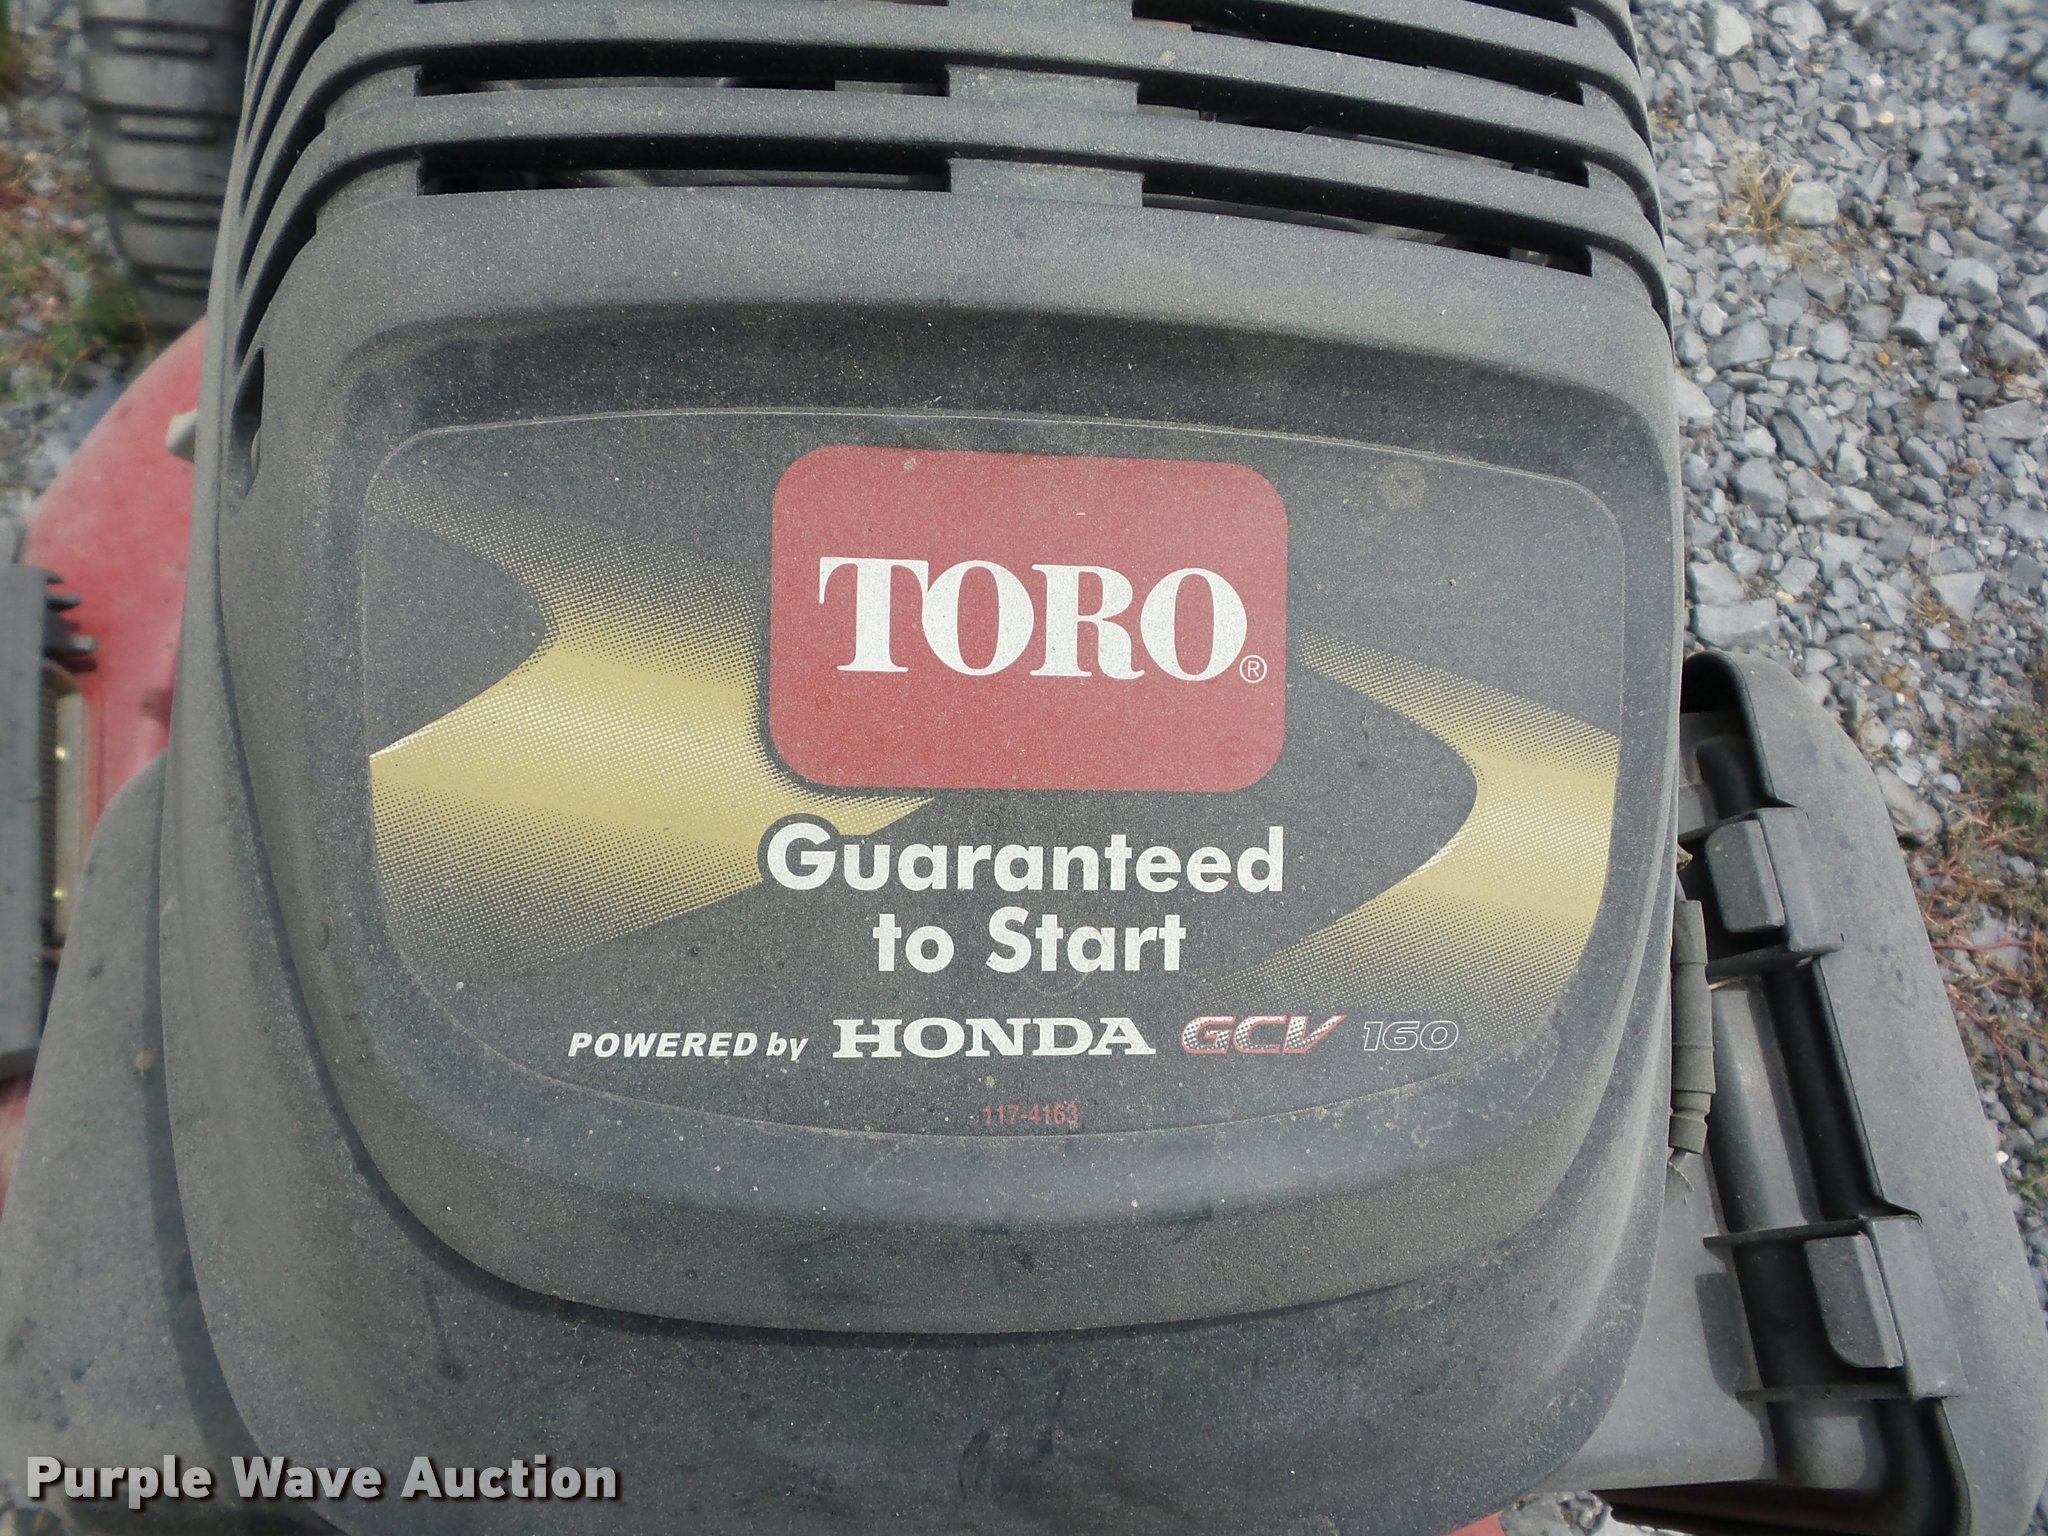 TORO®
Guaranteed
to Start
POWERED by HONDA GCV 160
117-4163
Purple Wave Auction